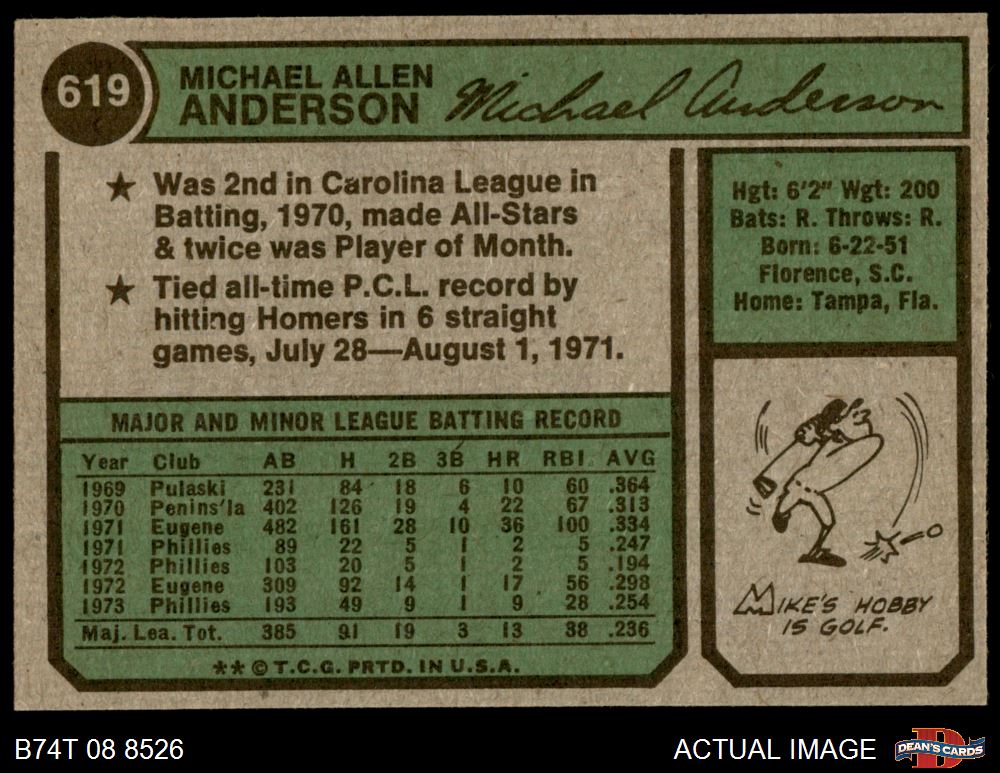 619
MICHAEL ALLEN
ANDERSON
Michael Anderson
★ Was 2nd in Carolina League in
Batting, 1970, made All-Stars
& twice was Player of Month.
★ Tied all-time P.C.L. record by
hitting Homers in 6 straight
games, July 28—August 1, 1971.
Hgt: 6'2" Wgt: 200
Bats: R. Throws: R.
Born: 6-22-51
Florence, S.C.
Home: Tampa, Fla.
MAJOR AND MINOR LEAGUE BATTING RECORD
Year Club AB H 2B 3B HR RBI AVG
1969 Pulaski 231 84 18 6 10 60 .364
1970 Penins'la 402 126 19 4 22 67 .313
1971 Eugene 482 161 28 10 36 100 .334
1971 Phillies 89 22 5 1 2 5 .247
1972 Phillies 103 20 5 1 2 5 .194
1972 Eugene 309 92 14 1 17 56 .298
1973 Phillies 193 49 9 1 9 28 .254
Maj. Lea. Tot. 385 91 19 3 13 38 .236
**©T.C.G. PRTD. IN U.S.A.
MIKE'S HOBBY
IS GOLF.
B74T 08 8526
ACTUAL IMAGE
D
DEAN'S CARDS